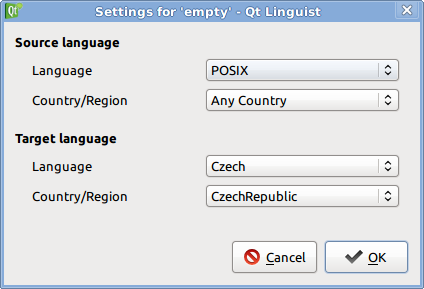 Settings for 'empty' - Qt Linguist
Source language
Language POSIX
Country/Region Any Country
Target language
Language Czech
Country/Region CzechRepublic
Cancel OK